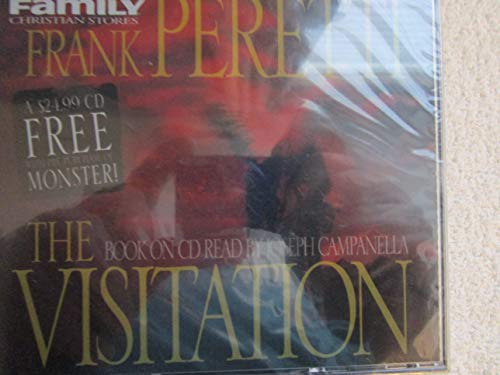 Family
CHRISTIAN STORES
FRANK PERETTI
A $24.99 CD
FREE
MONSTER!
THE BOOK ON CD READ BY JOSEPH CAMPANELLA
VISITATION